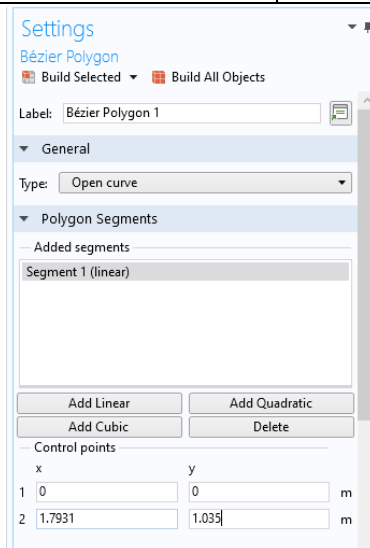 Settings
Bézier Polygon
Build Selected Build All Objects
Label: Bézier Polygon 1
General
Type: Open curve
Polygon Segments
Added segments
Segment 1 (linear)
Add Linear Add Quadratic
Add Cubic Delete
Control points
x y
1 0 0 m
2 1.7931 1.035 m